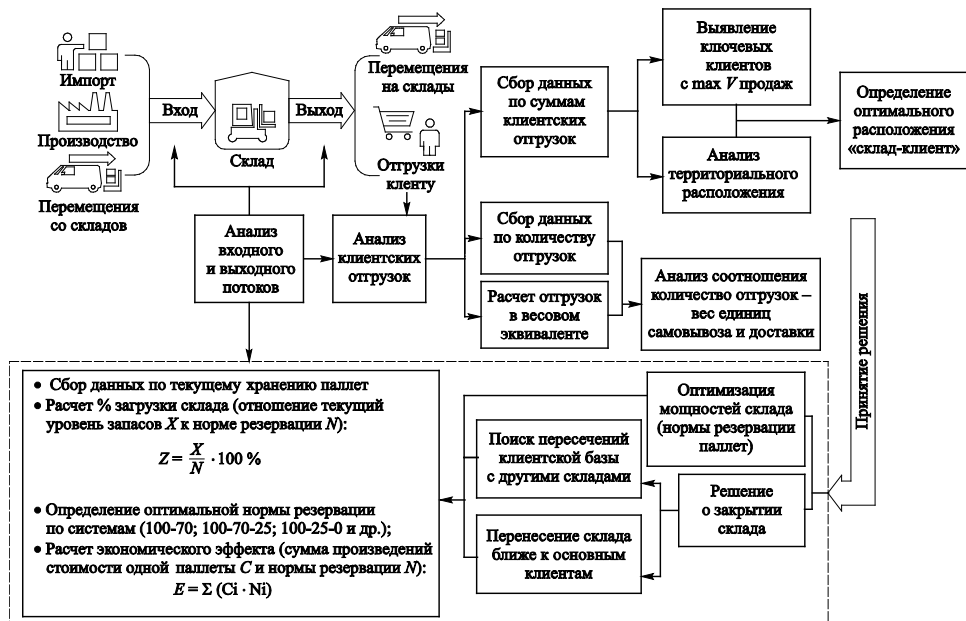 Импорт
Производство
Перемещения
со складов
Вход
Склад
Выход
Перемещения
на склады
Отгрузки
кленту
Анализ
входного
и выходного
потоков
Анализ
клиентских
отгрузок
Сбор данных
по суммам
клиентских
отгрузок
Выявление
ключевых
клиентов
с max V продаж
Анализ
территориального
расположения
Определение
оптимального
расположения
«склад-клиент»
Сбор данных
по количеству
отгрузок
Расчет отгрузок
в весовом
эквиваленте
Анализ соотношения
количество отгрузок –
вес единиц
самовывоза и доставки
Принятие решения
• Сбор данных по текущему хранению паллет
• Расчет % загрузки склада (отношение текущий
уровень запасов X к норме резервации N):
Z = X/N · 100 %
• Определение оптимальной нормы резервации
по системам (100-70; 100-70-25; 100-25-0 и др.);
• Расчет экономического эффекта (сумма произведений
стоимости одной паллеты C и нормы резервации N):
E = Σ (Ci · Ni)
Поиск пересечений
клиентской базы
с другими складами
Перенесение склада
ближе к основным
клиентам
Оптимизация
мощностей склада
(нормы резервации
паллет)
Решение
о закрытии
склада